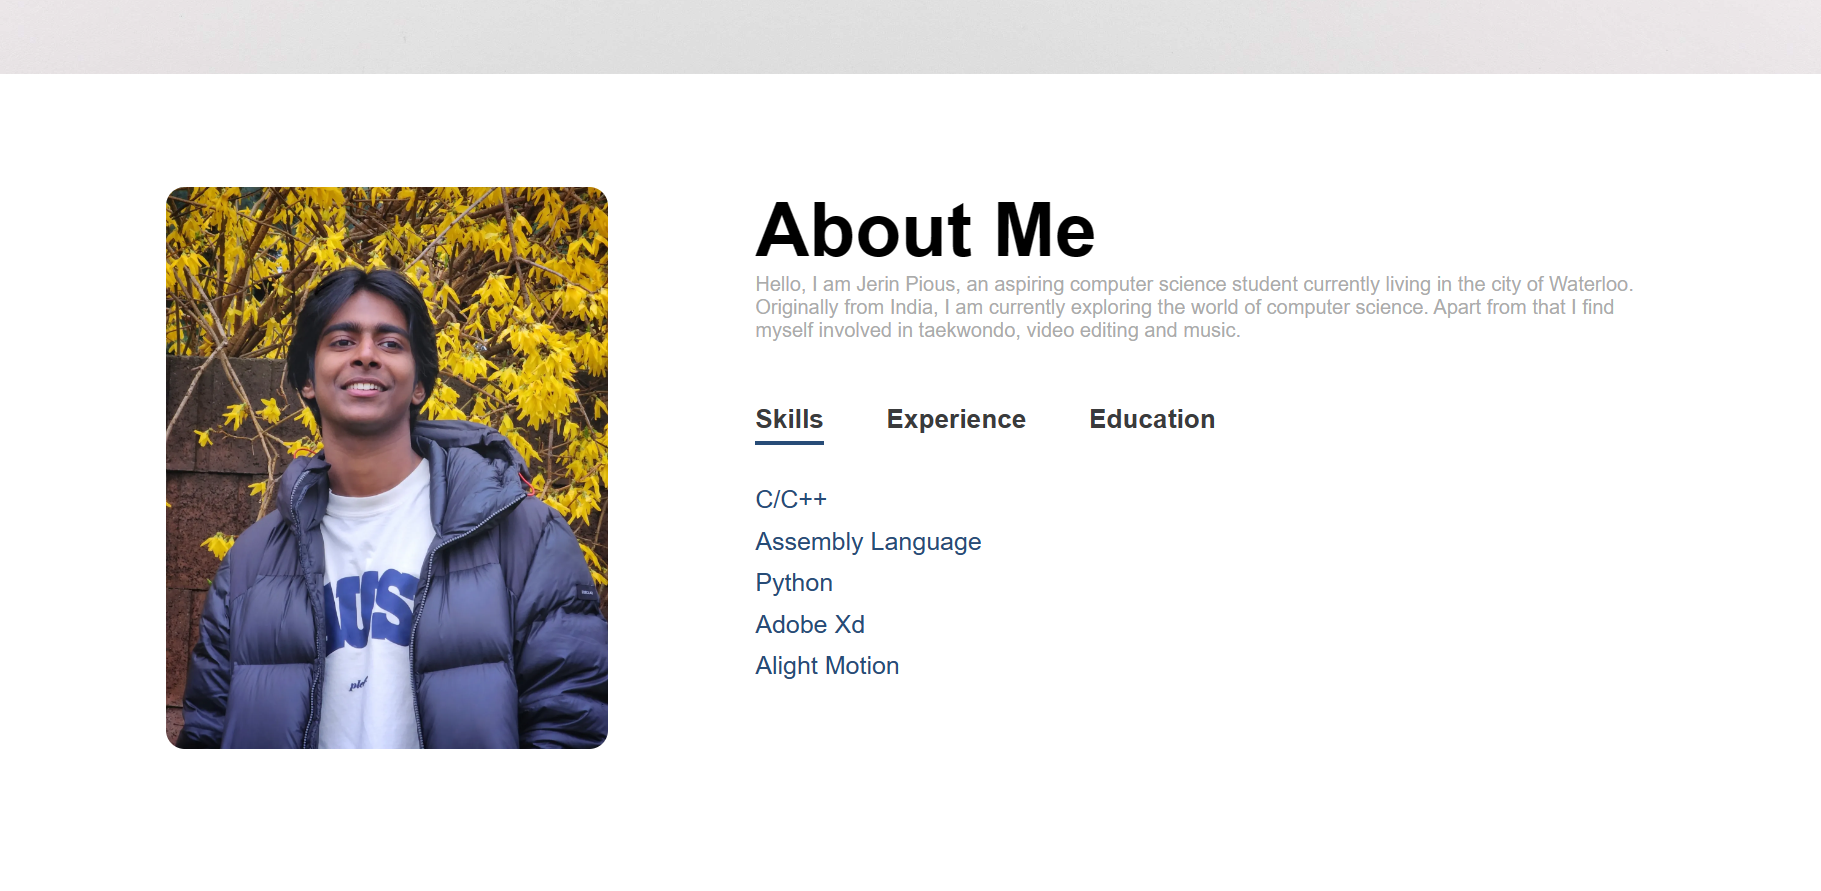 About Me
Hello, I am Jerin Pious, an aspiring computer science student currently living in the city of Waterloo.
Originally from India, I am currently exploring the world of computer science. Apart from that I find
myself involved in taekwondo, video editing and music.
Skills Experience Education
C/C++
Assembly Language
Python
Adobe Xd
Alight Motion